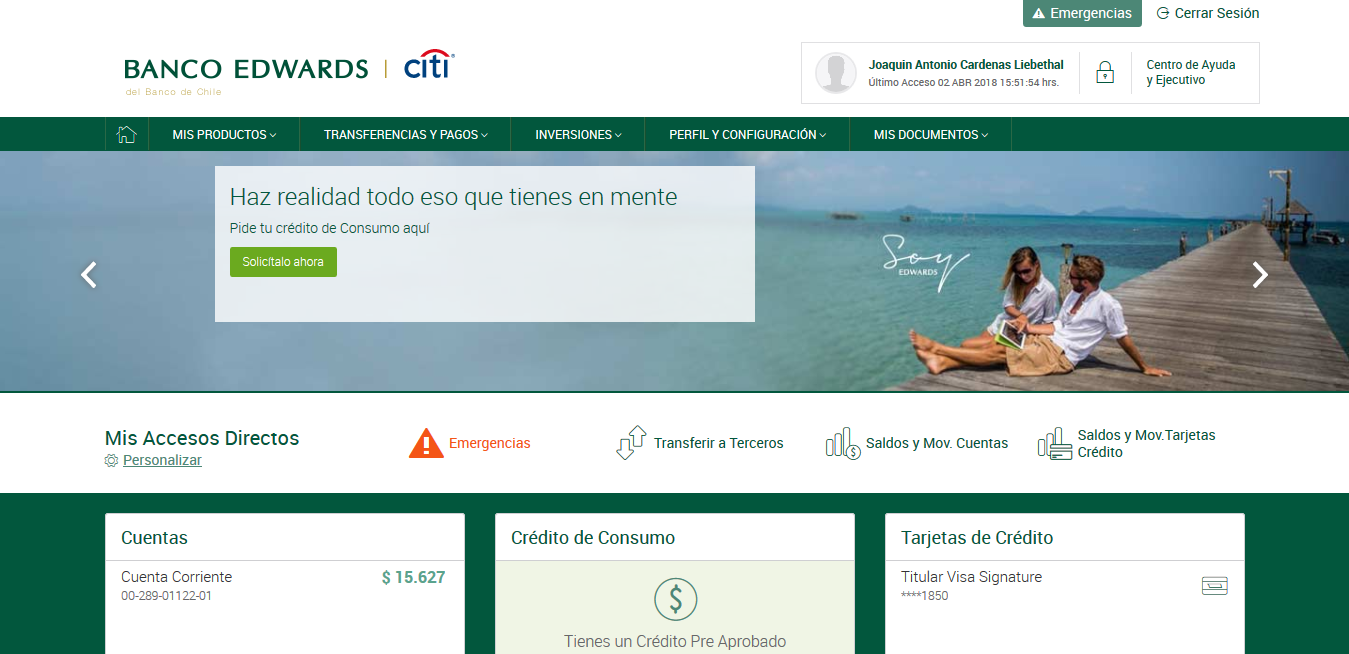 Emergencias
Cerrar Sesión
BANCO EDWARDS | citi®
del Banco de Chile
Joaquin Antonio Cardenas Liebethal
Último Acceso 02 ABR 2018 15:51:54 hrs.
Centro de Ayuda
y Ejecutivo
MIS PRODUCTOS
TRANSFERENCIAS Y PAGOS
INVERSIONES
PERFIL Y CONFIGURACIÓN
MIS DOCUMENTOS
Haz realidad todo eso que tienes en mente
Pide tu crédito de Consumo aquí
Solicítalo ahora
Soy
EDWARDS
Mis Accesos Directos
Personalizar
Emergencias
Transferir a Terceros
Saldos y Mov. Cuentas
Saldos y Mov.Tarjetas
Crédito
Cuentas
Cuenta Corriente
$ 15.627
00-289-01122-01
Crédito de Consumo
$
Tienes un Crédito Pre Aprobado
Tarjetas de Crédito
Titular Visa Signature
****1850